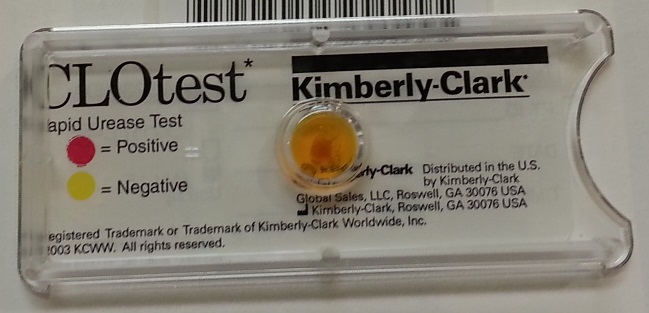 CLOtest*
Kimberly-Clark*
apid Urease Test
= Positive
= Negative
rly-Clark Distributed in the U.S.
by Kimberly-Clark
Global Sales, LLC, Roswell, GA 30076 USA
Kimberly-Clark, Roswell, GA 30076 USA
egistered Trademark or Trademark of Kimberly-Clark Worldwide, Inc.
003 KCWW. All rights reserved.